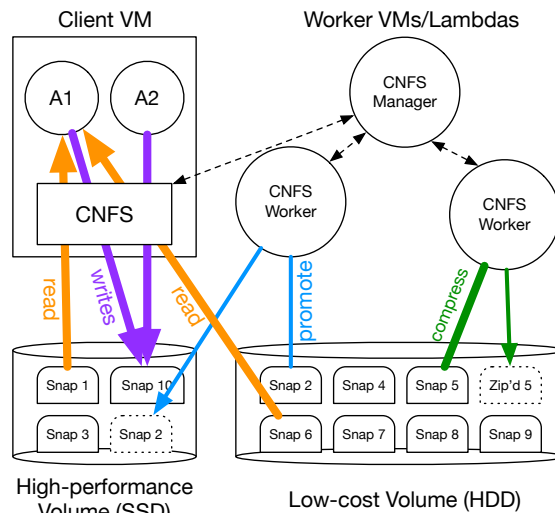 Client VM
Worker VMs/Lambdas
A1
A2
CNFS
Manager
CNFS
CNFS
Worker
CNFS
Worker
read
writes
read
promote
compress
Snap 1
Snap 10
Snap 2
Snap 4
Snap 5
Zip'd 5
Snap 3
Snap 2
Snap 6
Snap 7
Snap 8
Snap 9
High-performance
Volume (SSD)
Low-cost Volume (HDD)